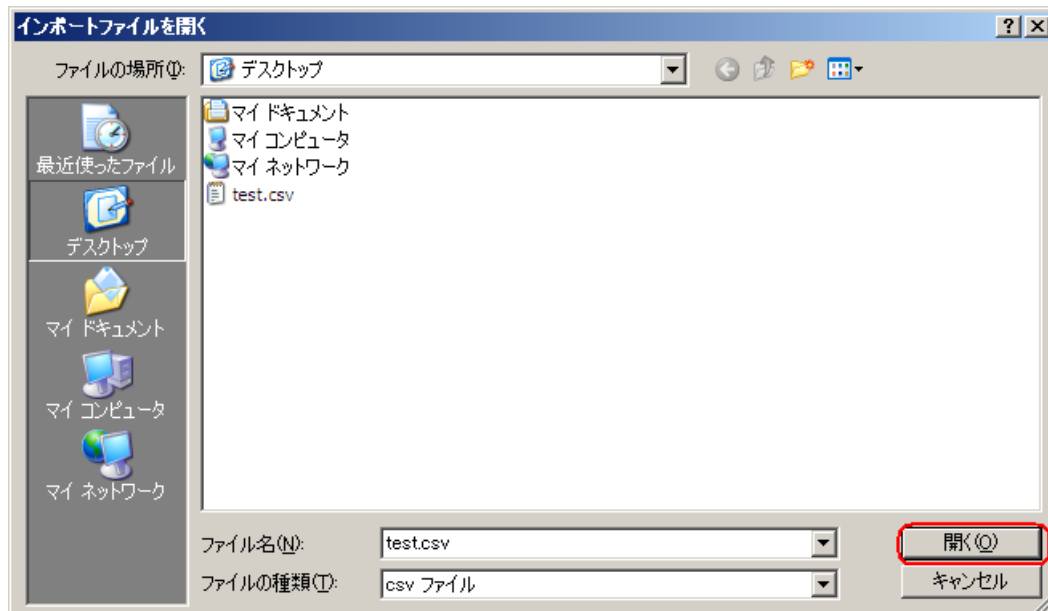 インポートファイルを開く
ファイルの場所(I):
デスクトップ
最近使ったファイル
デスクトップ
マイ ドキュメント
マイ コンピュータ
マイ ネットワーク
マイ ドキュメント
マイ コンピュータ
マイ ネットワーク
test.csv
ファイル名(N):
test.csv
開く(O)
ファイルの種類(T):
csv ファイル
キャンセル